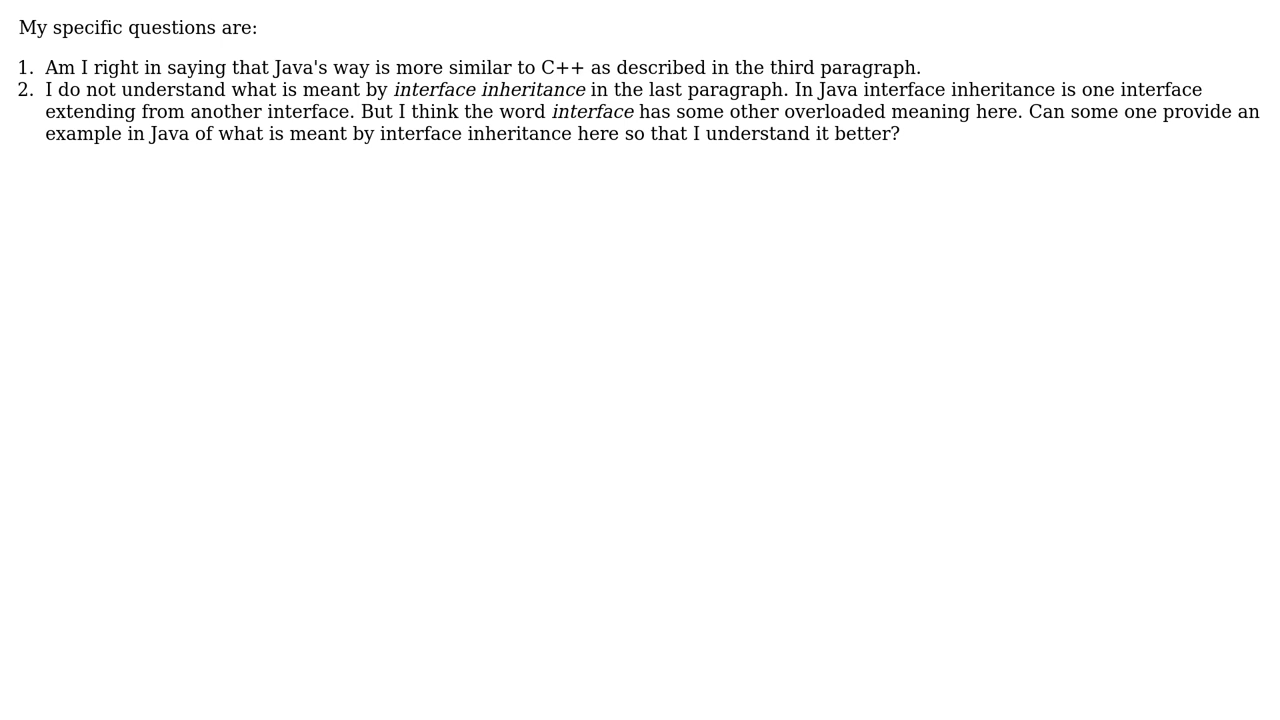 My specific questions are:
1. Am I right in saying that Java's way is more similar to C++ as described in the third paragraph.
2. I do not understand what is meant by interface inheritance in the last paragraph. In Java interface inheritance is one interface
extending from another interface. But I think the word interface has some other overloaded meaning here. Can some one provide an
example in Java of what is meant by interface inheritance here so that I understand it better?